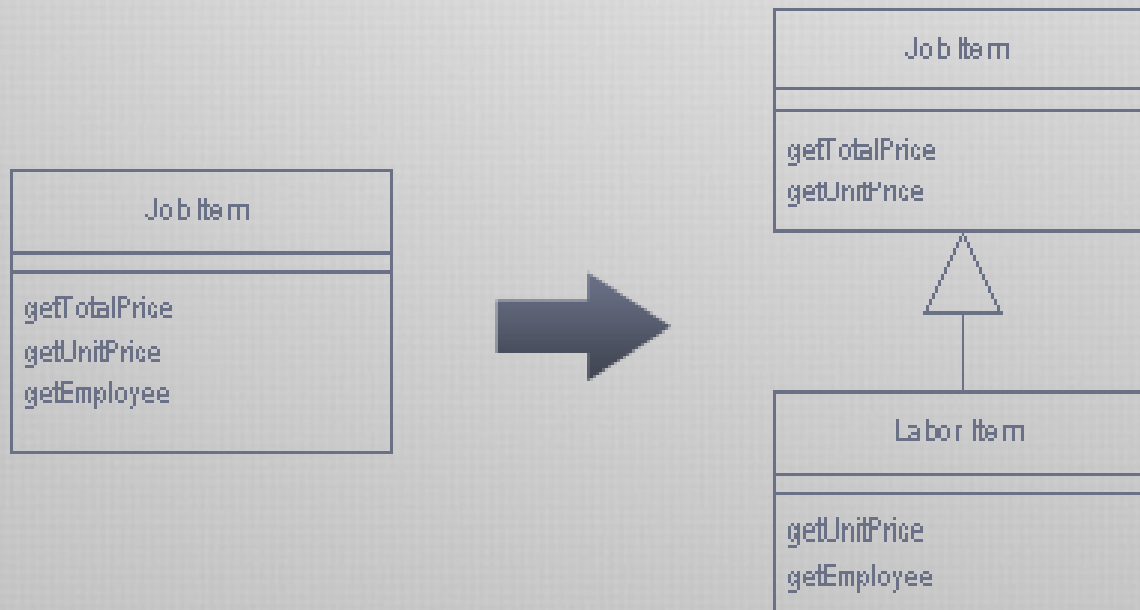 Job Item
getTotalPrice
getUnitPrice
getEmployee
Job Item
getTotalPrice
getUnitPrice
Labor Item
getUnitPrice
getEmployee